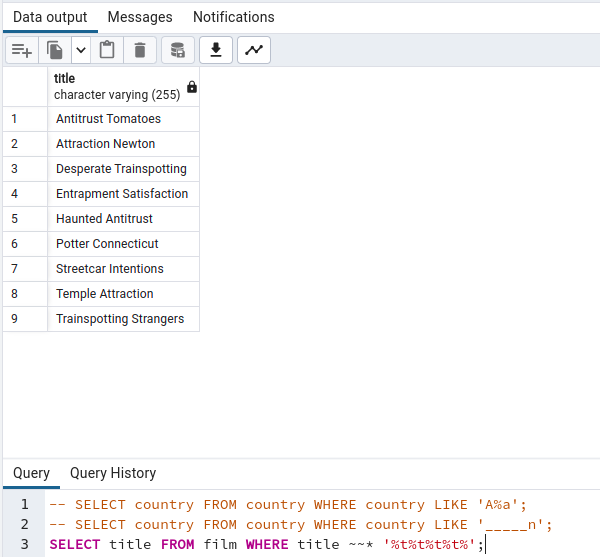 Data output Messages Notifications
title
character varying (255)
1 Antitrust Tomatoes
2 Attraction Newton
3 Desperate Trainspotting
4 Entrapment Satisfaction
5 Haunted Antitrust
6 Potter Connecticut
7 Streetcar Intentions
8 Temple Attraction
9 Trainspotting Strangers
Query Query History
1 -- SELECT country FROM country WHERE country LIKE 'A%a';
2 -- SELECT country FROM country WHERE country LIKE '_____n';
3 SELECT title FROM film WHERE title ~~* '%t%t%t%t%';